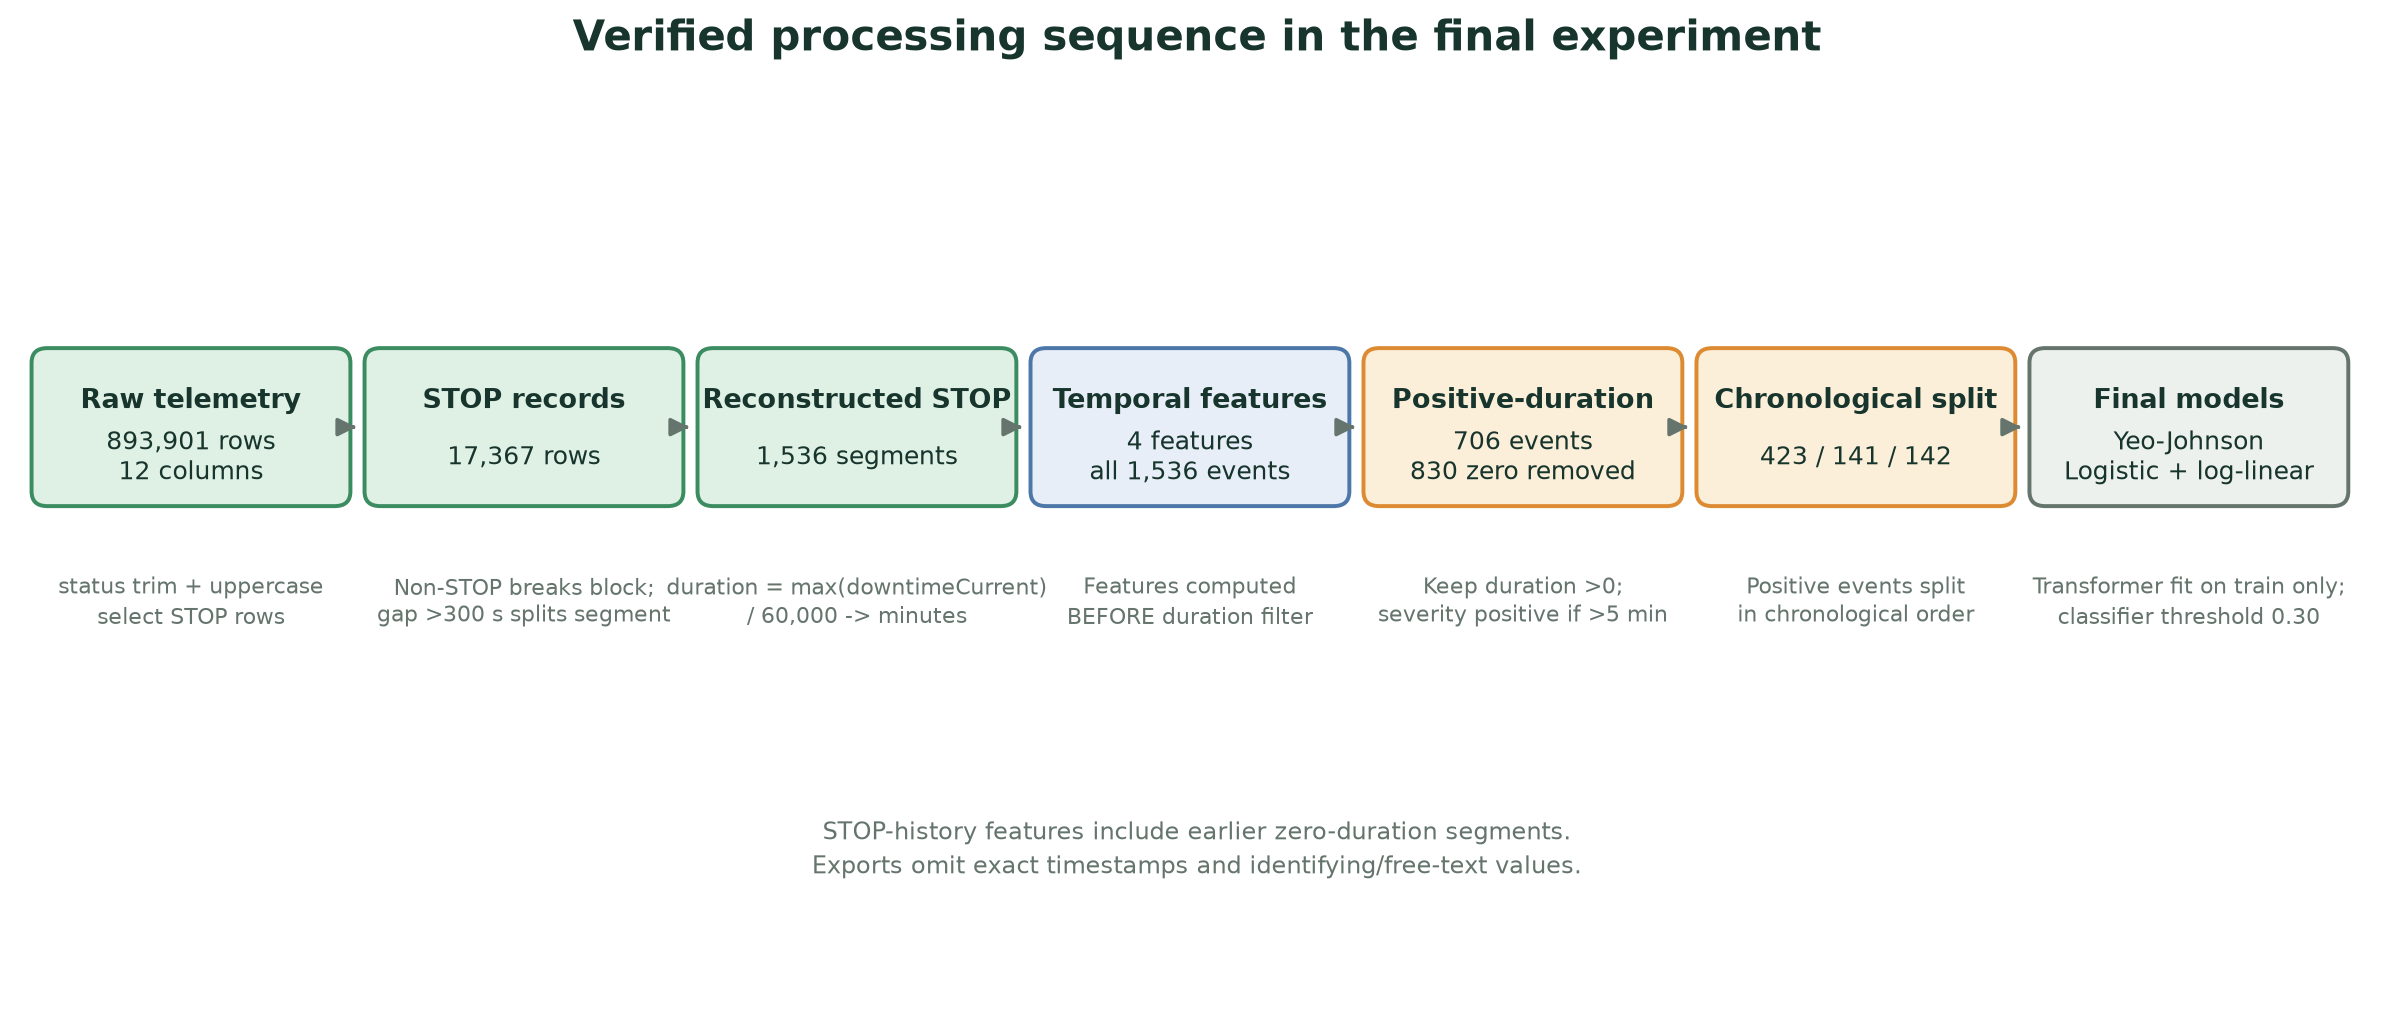 Verified processing sequence in the final experiment
Raw telemetry
893,901 rows
12 columns
STOP records
17,367 rows
Reconstructed STOP
1,536 segments
Temporal features
4 features
all 1,536 events
Positive-duration
706 events
830 zero removed
Chronological split
423 / 141 / 142
Final models
Yeo-Johnson
Logistic + log-linear
status trim + uppercase
select STOP rows
Non-STOP breaks block;
gap >300 s splits segment
duration = max(downtimeCurrent)
/ 60,000 -> minutes
Features computed
BEFORE duration filter
Keep duration >0;
severity positive if >5 min
Positive events split
in chronological order
Transformer fit on train only;
classifier threshold 0.30
STOP-history features include earlier zero-duration segments.
Exports omit exact timestamps and identifying/free-text values.